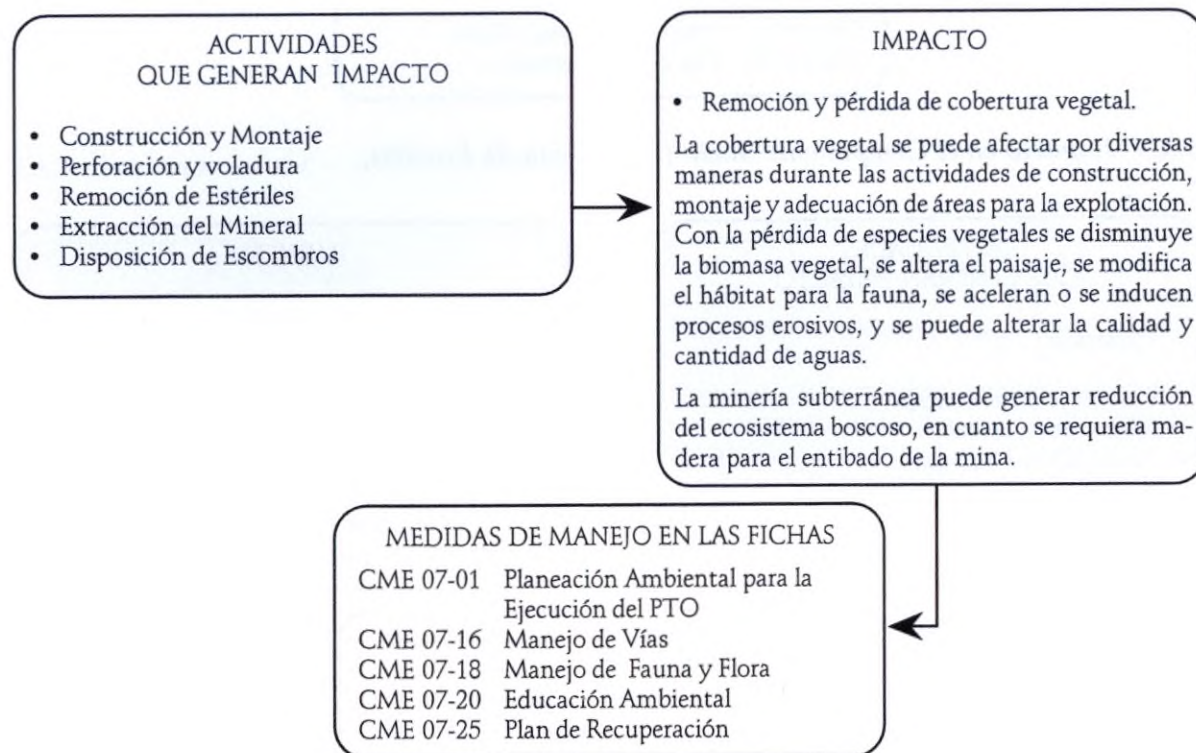 ACTIVIDADES
QUE GENERAN IMPACTO
• Construcción y Montaje
• Perforación y voladura
• Remoción de Estériles
• Extracción del Mineral
• Disposición de Escombros
IMPACTO
• Remoción y pérdida de cobertura vegetal.
La cobertura vegetal se puede afectar por diversas
maneras durante las actividades de construcción,
montaje y adecuación de áreas para la explotación.
Con la pérdida de especies vegetales se disminuye
la biomasa vegetal, se altera el paisaje, se modifica
el hábitat para la fauna, se aceleran o se inducen
procesos erosivos, y se puede alterar la calidad y
cantidad de aguas.
La minería subterránea puede generar reducción
del ecosistema boscoso, en cuanto se requiera ma-
dera para el entibado de la mina.
MEDIDAS DE MANEJO EN LAS FICHAS
CME 07-01 Planeación Ambiental para la
Ejecución del PTO
CME 07-16 Manejo de Vías
CME 07-18 Manejo de Fauna y Flora
CME 07-20 Educación Ambiental
CME 07-25 Plan de Recuperación